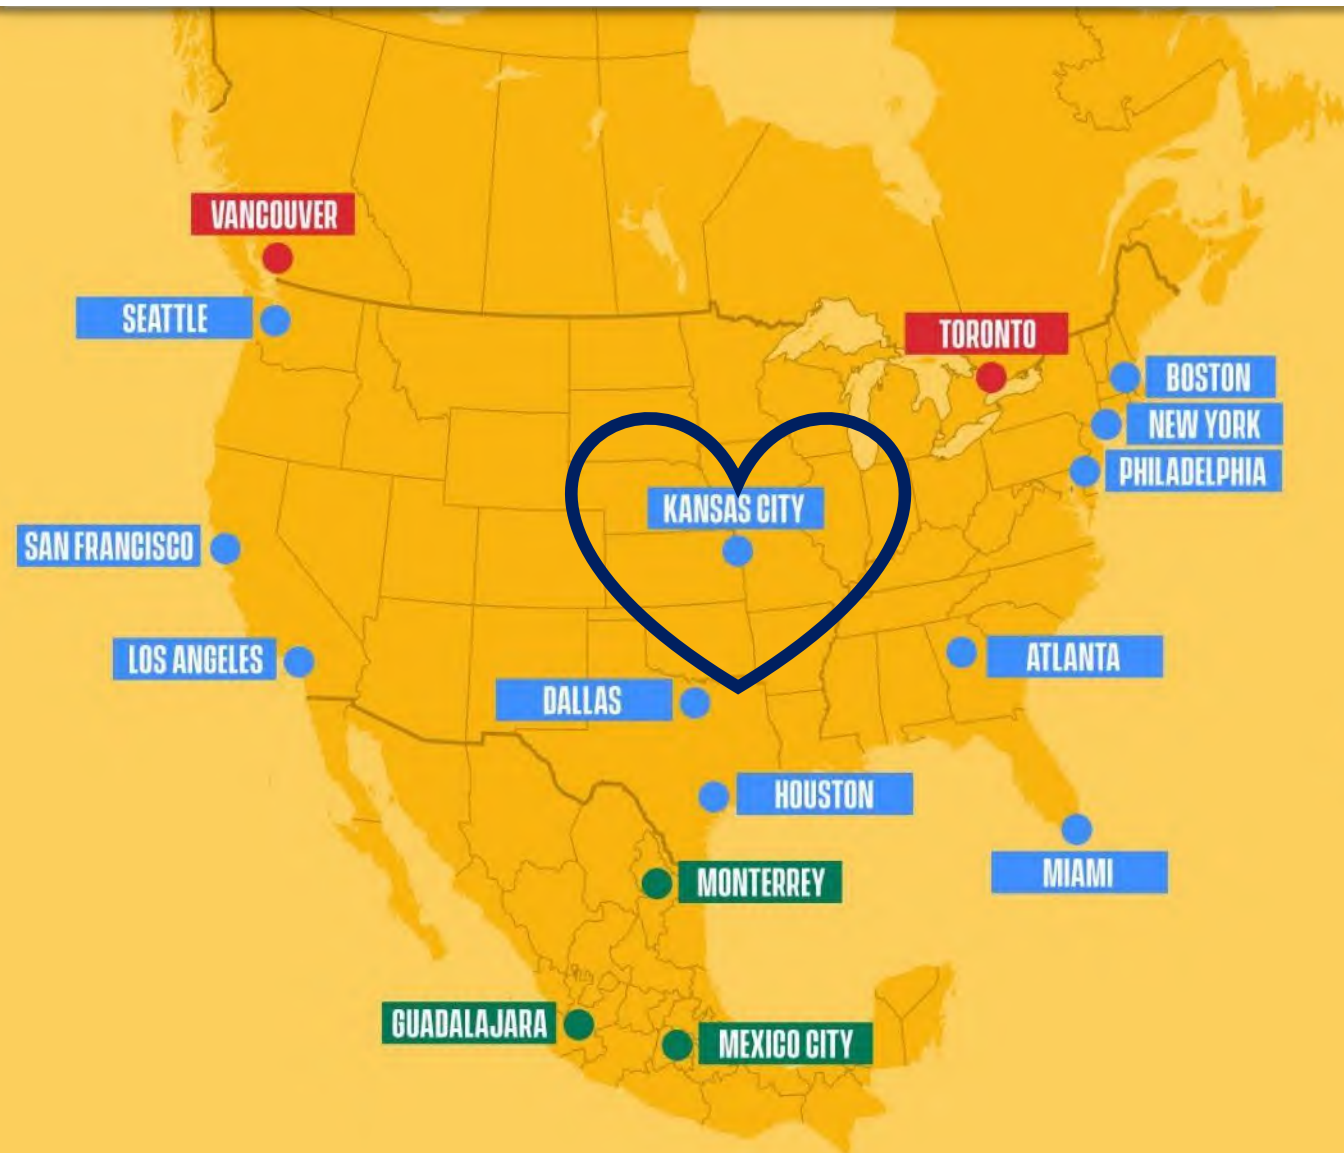 VANCOUVER
SEATTLE
TORONTO
BOSTON
NEW YORK
PHILADELPHIA
KANSAS CITY
SAN FRANCISCO
LOS ANGELES
ATLANTA
DALLAS
HOUSTON
MIAMI
MONTERREY
GUADALAJARA
MEXICO CITY